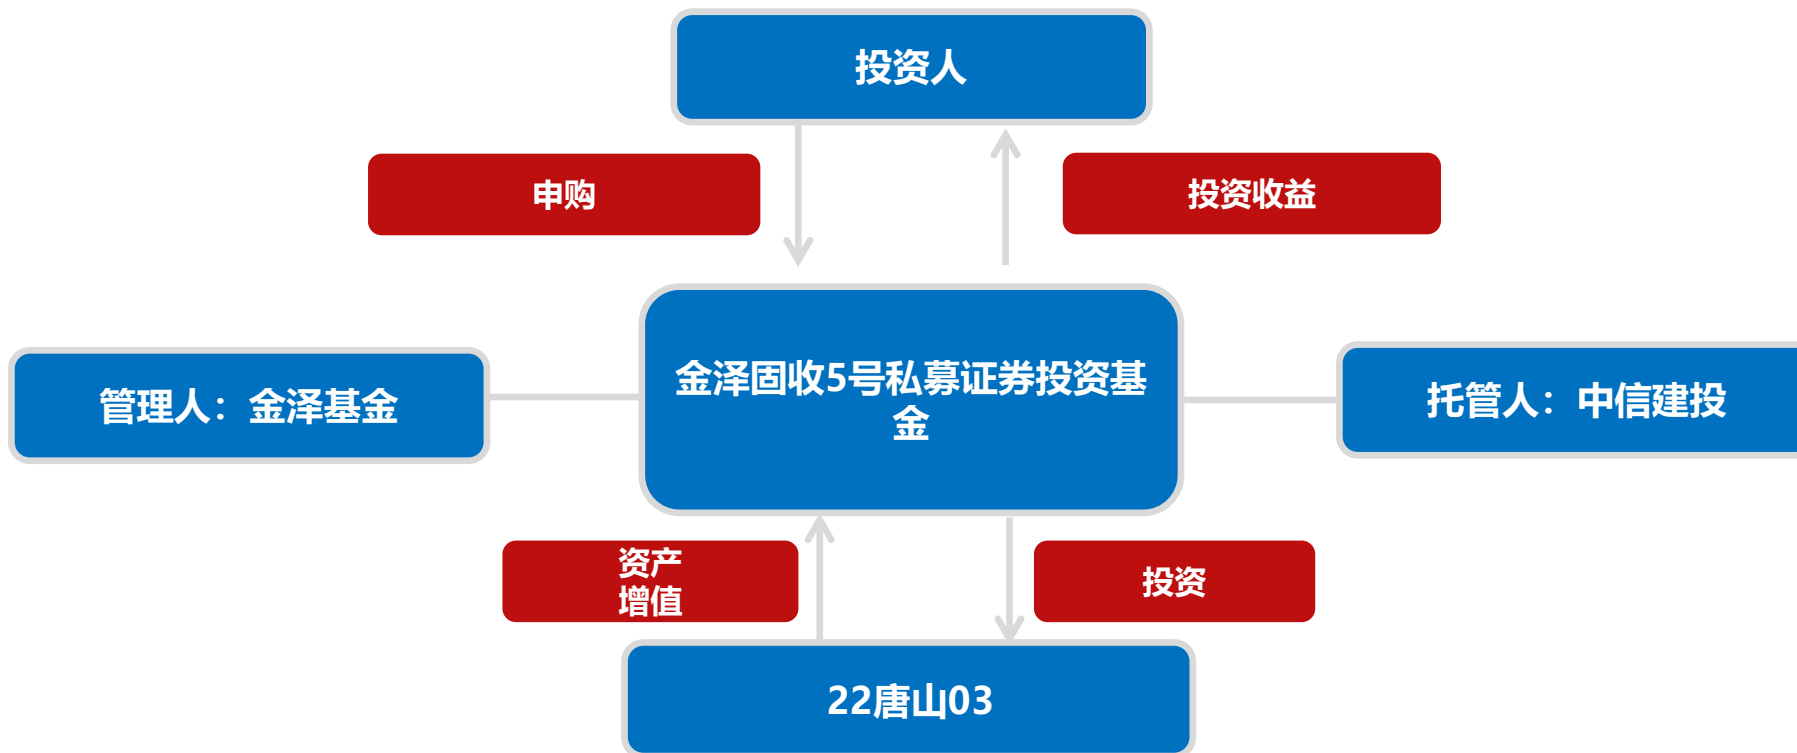 投资人
申购
投资收益
金泽固收5号私募证券投资基
金
管理人：金泽基金
托管人：中信建投
资产
增值
投资
22唐山03